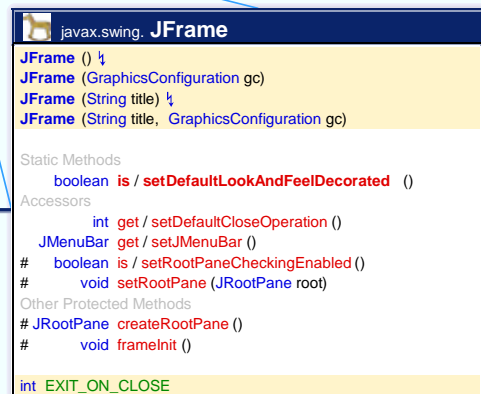 javax.swing. JFrame
JFrame () ↯
JFrame (GraphicsConfiguration gc)
JFrame (String title) ↯
JFrame (String title, GraphicsConfiguration gc)
Static Methods
boolean is / setDefaultLookAndFeelDecorated ()
Accessors
int get / setDefaultCloseOperation ()
JMenuBar get / setJMenuBar ()
# boolean is / setRootPaneCheckingEnabled ()
# void setRootPane (JRootPane root)
Other Protected Methods
# JRootPane createRootPane ()
# void frameInit ()
int EXIT_ON_CLOSE